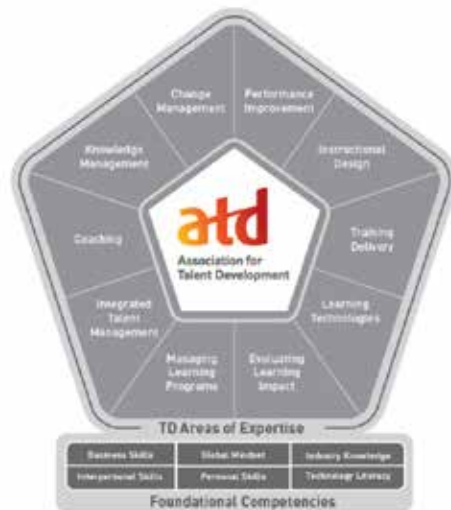 Change
Management
Performance
Improvement
Knowledge
Management
Instructional
Design
atd
Association for
Talent Development
Coaching
Training
Delivery
Integrated
Talent
Management
Learning
Technologies
Managing
Learning
Programs
Evaluating
Learning
Impact
TD Areas of Expertise
Business Skills
Global Mindset
Industry Knowledge
Interpersonal Skills
Personal Skills
Technology Literacy
Foundational Competencies